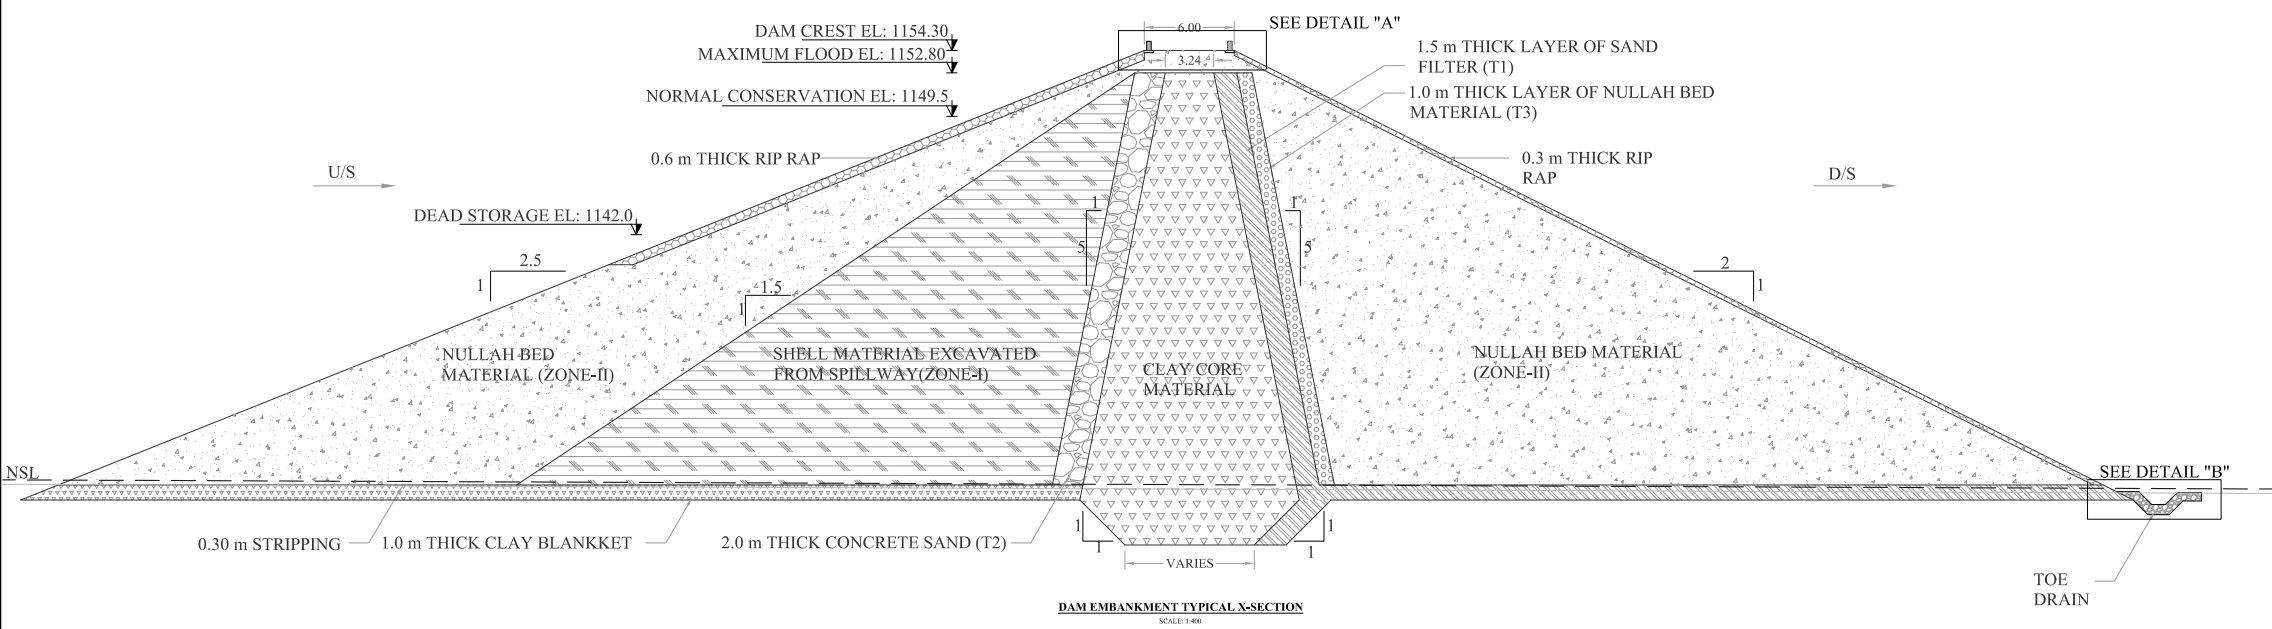 6.00
SEE DETAIL "A"
DAM CREST EL: 1154.30
MAXIMUM FLOOD EL: 1152.80
3.24
1.5 m THICK LAYER OF SAND
FILTER (T1)
NORMAL CONSERVATION EL: 1149.5
1.0 m THICK LAYER OF NULLAH BED
MATERIAL (T3)
0.6 m THICK RIP RAP
0.3 m THICK RIP
RAP
U/S
D/S
DEAD STORAGE EL: 1142.0
1
5
1
5
2.5
1
1.5
1
2
1
NULLAH BED
MATERIAL (ZONE-II)
SHELL MATERIAL EXCAVATED
FROM SPILLWAY(ZONE-I)
CLAY CORE
MATERIAL
NULLAH BED MATERIAL
(ZONE-II)
NSL
SEE DETAIL "B"
0.30 m STRIPPING
1.0 m THICK CLAY BLANKKET
2.0 m THICK CONCRETE SAND (T2)
1
1
1
1
VARIES
TOE
DRAIN
DAM EMBANKMENT TYPICAL X-SECTION
SCALE: 1:400